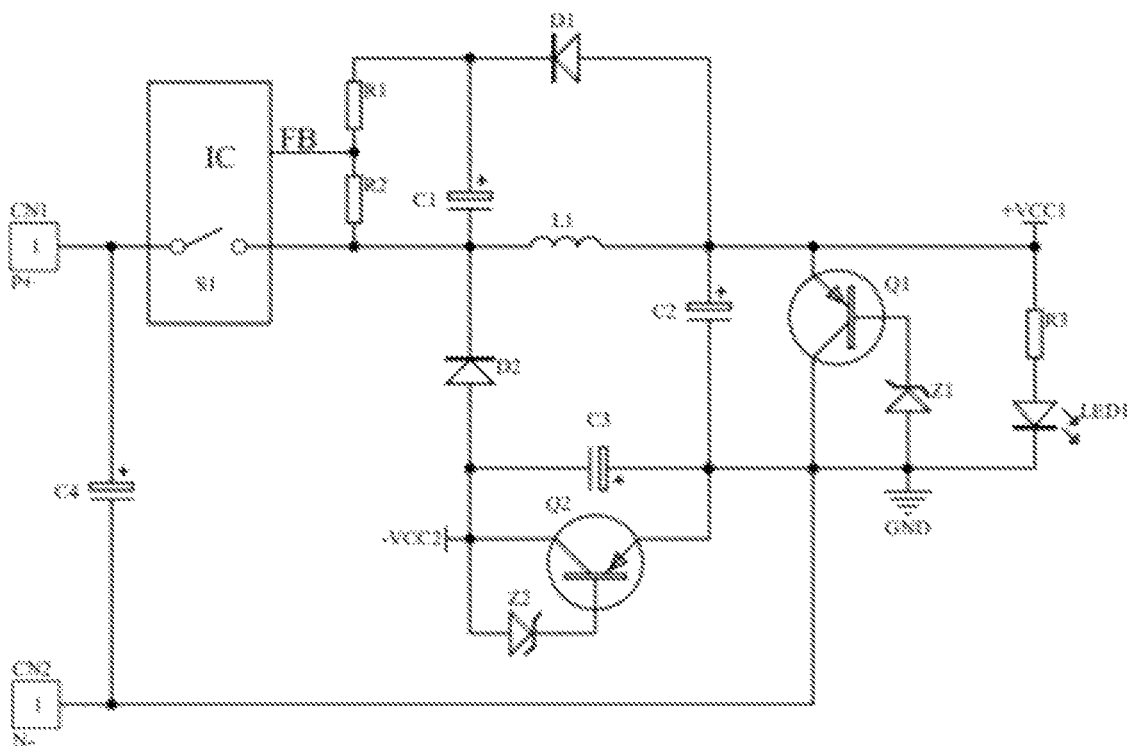 D1
R1
FB
IC
R2
C1
CN1
1
P+
S1
L1
+VCC1
Q1
C2
R3
D2
Z1
LED1
C3
C4
Q2
GND
-VCC2
Z2
CN2
1
N-